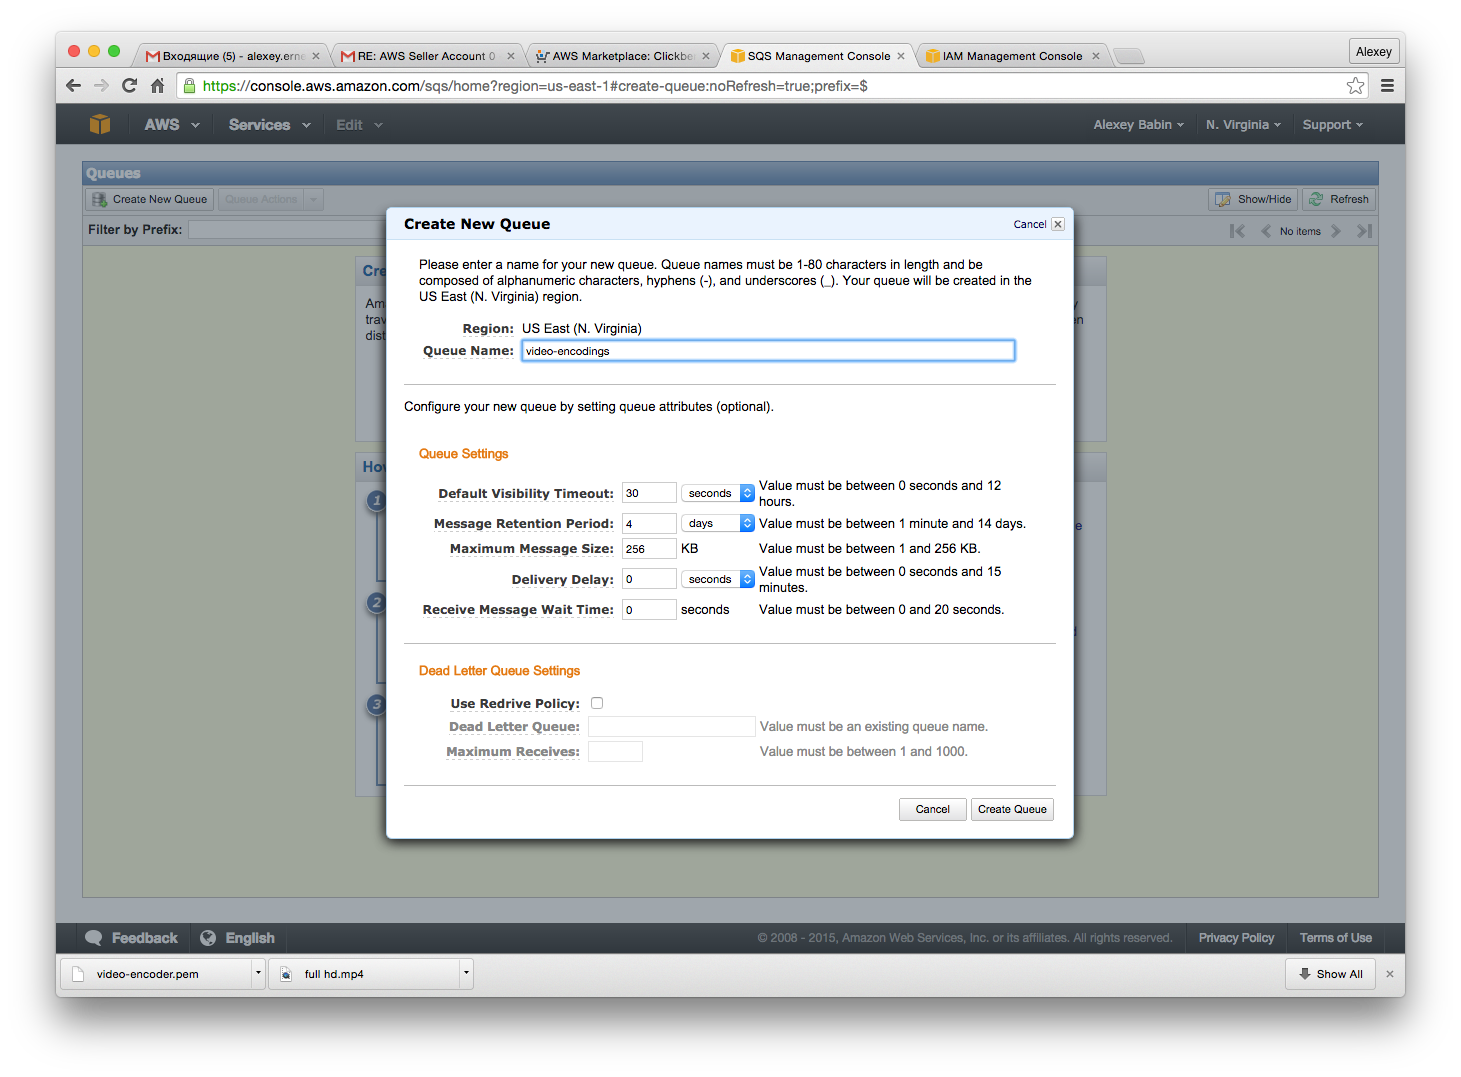 Входящие (5) - alexey.erne
RE: AWS Seller Account 0
AWS Marketplace: Clickbe
SQS Management Console
IAM Management Console
Alexey
https://console.aws.amazon.com/sqs/home?region=us-east-1#create-queue:noRefresh=true;prefix=$
AWS
Services
Edit
Alexey Babin
N. Virginia
Support
Queues
Create New Queue
Queue Actions
Show/Hide
Refresh
Filter by Prefix:
No items
Create New Queue
Cancel
Cre
Am
trav
dist
y
en
Please enter a name for your new queue. Queue names must be 1-80 characters in length and be
composed of alphanumeric characters, hyphens (-), and underscores (_). Your queue will be created in the
US East (N. Virginia) region.
Region: US East (N. Virginia)
Queue Name: video-encodings
Configure your new queue by setting queue attributes (optional).
How
1
2
3
e
Queue Settings
Default Visibility Timeout: 30 seconds Value must be between 0 seconds and 12
hours.
Message Retention Period: 4 days Value must be between 1 minute and 14 days.
Maximum Message Size: 256 KB Value must be between 1 and 256 KB.
Delivery Delay: 0 seconds Value must be between 0 seconds and 15
minutes.
Receive Message Wait Time: 0 seconds Value must be between 0 and 20 seconds.
Dead Letter Queue Settings
Use Redrive Policy:
Dead Letter Queue: Value must be an existing queue name.
Maximum Receives: Value must be between 1 and 1000.
Cancel
Create Queue
Feedback
English
© 2008 - 2015, Amazon Web Services, Inc. or its affiliates. All rights reserved.
Privacy Policy
Terms of Use
video-encoder.pem
full hd.mp4
Show All